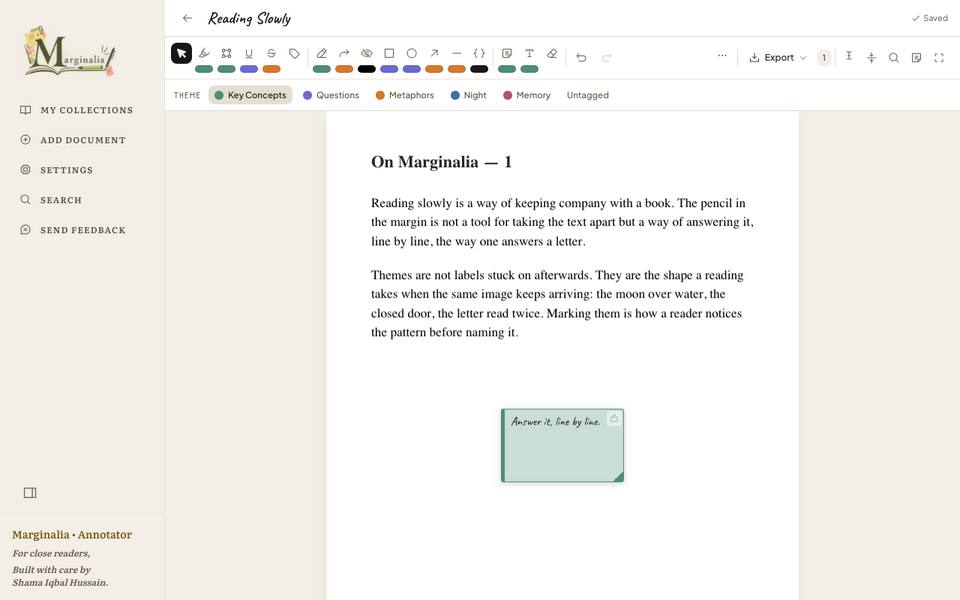 Marginalia
MY COLLECTIONS
ADD DOCUMENT
SETTINGS
SEARCH
SEND FEEDBACK
Marginalia • Annotator
For close readers,
Built with care by
Shama Iqbal Hussain.
Reading Slowly
Saved
Export
1
THEME
Key Concepts
Questions
Metaphors
Night
Memory
Untagged
On Marginalia — 1
Reading slowly is a way of keeping company with a book. The pencil in
the margin is not a tool for taking the text apart but a way of answering it,
line by line, the way one answers a letter.
Themes are not labels stuck on afterwards. They are the shape a reading
takes when the same image keeps arriving: the moon over water, the
closed door, the letter read twice. Marking them is how a reader notices
the pattern before naming it.
Answer it, line by line.